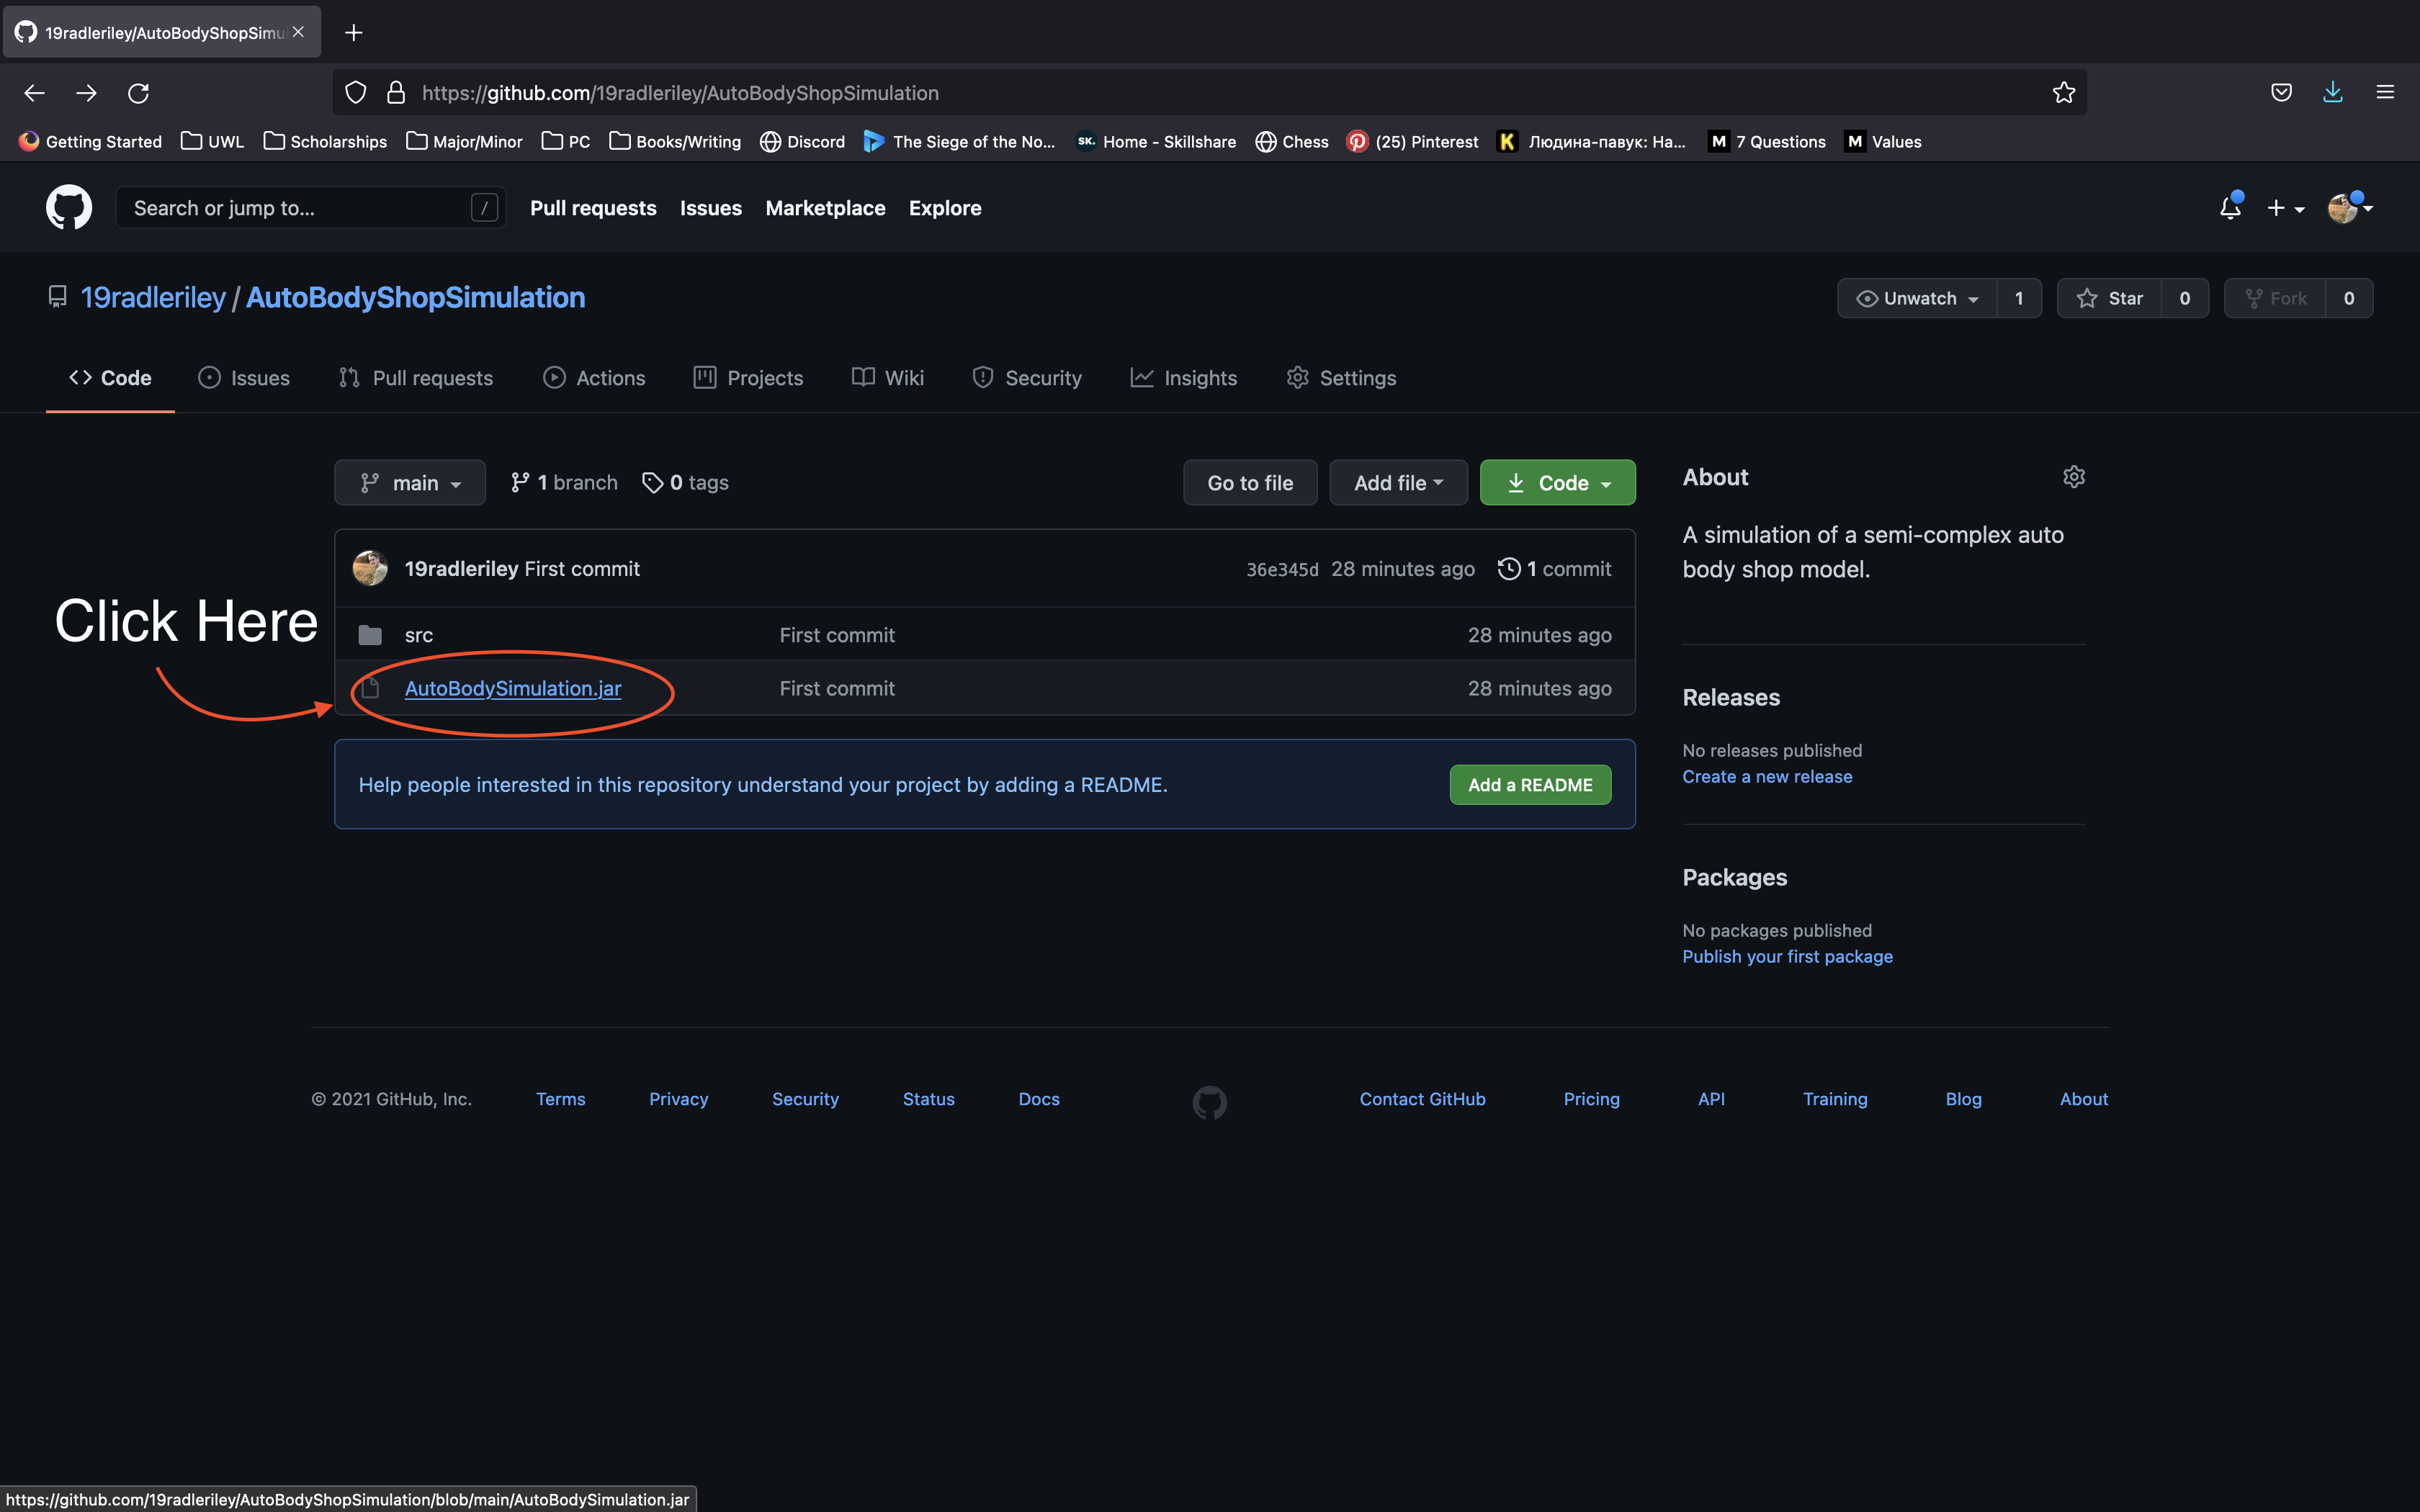 19radleriley/AutoBodyShopSimu
https://github.com/19radleriley/AutoBodyShopSimulation
Getting Started UWL Scholarships Major/Minor PC Books/Writing Discord The Siege of the No... SK. Home - Skillshare Chess (25) Pinterest K Людина-павук: На... M 7 Questions M Values
Search or jump to... / Pull requests Issues Marketplace Explore
19radleriley / AutoBodyShopSimulation Unwatch 1 Star 0 Fork 0
Code Issues Pull requests Actions Projects Wiki Security Insights Settings
main 1 branch 0 tags Go to file Add file Code
19radleriley First commit 36e345d 28 minutes ago 1 commit
Click Here
src First commit 28 minutes ago
AutoBodySimulation.jar First commit 28 minutes ago
Help people interested in this repository understand your project by adding a README. Add a README
About
A simulation of a semi-complex auto
body shop model.
Releases
No releases published
Create a new release
Packages
No packages published
Publish your first package
© 2021 GitHub, Inc. Terms Privacy Security Status Docs Contact GitHub Pricing API Training Blog About
https://github.com/19radleriley/AutoBodyShopSimulation/blob/main/AutoBodySimulation.jar